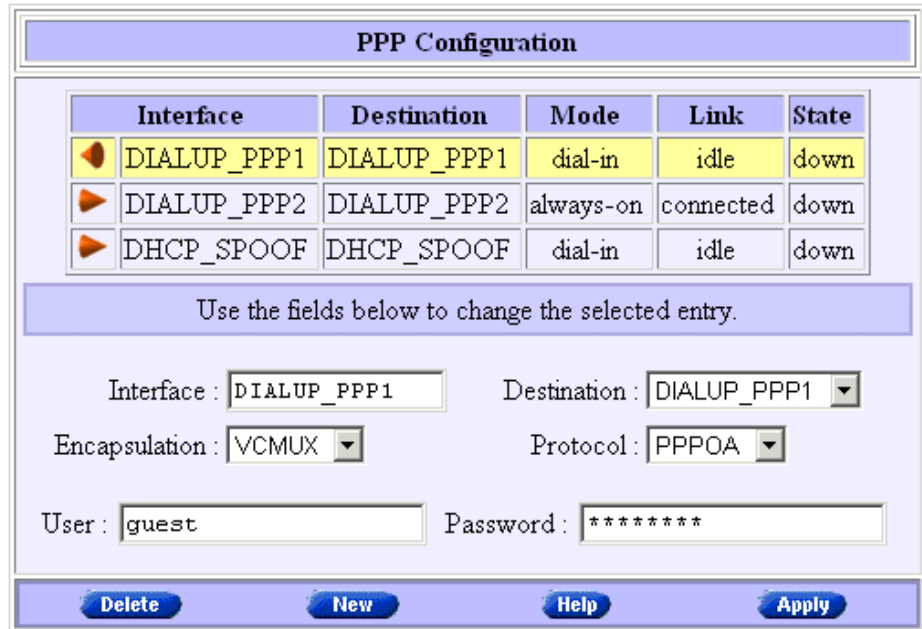 PPP Configuration
Interface Destination Mode Link State
DIALUP_PPP1 DIALUP_PPP1 dial-in idle down
DIALUP_PPP2 DIALUP_PPP2 always-on connected down
DHCP_SPOOF DHCP_SPOOF dial-in idle down
Use the fields below to change the selected entry.
Interface : DIALUP_PPP1 Destination : DIALUP_PPP1
Encapsulation : VCMUX Protocol : PPPOA
User : guest Password : ********
Delete New Help Apply